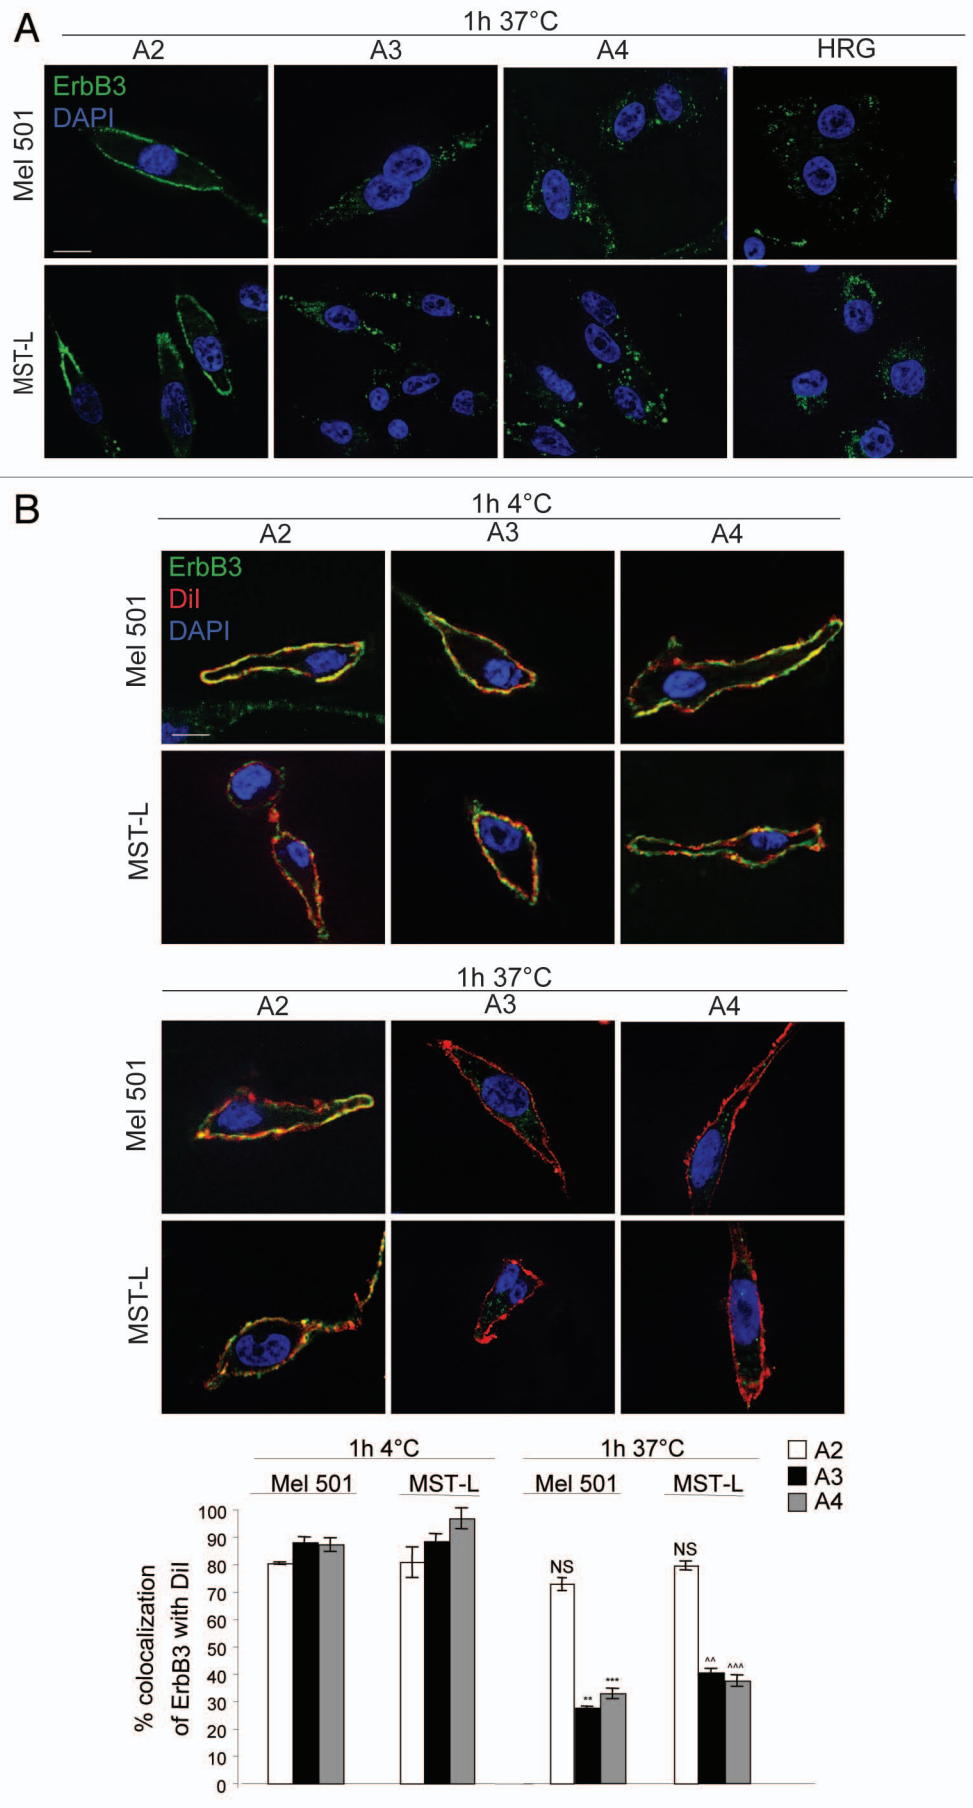 A
1h 37°C
A2 A3 A4 HRG
ErbB3
DAPI
Mel 501
MST-L
B
1h 4°C
A2 A3 A4
ErbB3
DiI
DAPI
Mel 501
MST-L
1h 37°C
A2 A3 A4
Mel 501
MST-L
1h 4°C 1h 37°C
Mel 501 MST-L Mel 501 MST-L
A2
A3
A4
% colocalization
of ErbB3 with DiI
100
90
80
70
60
50
40
30
20
10
0
NS
** ***
NS
^^ ^^^